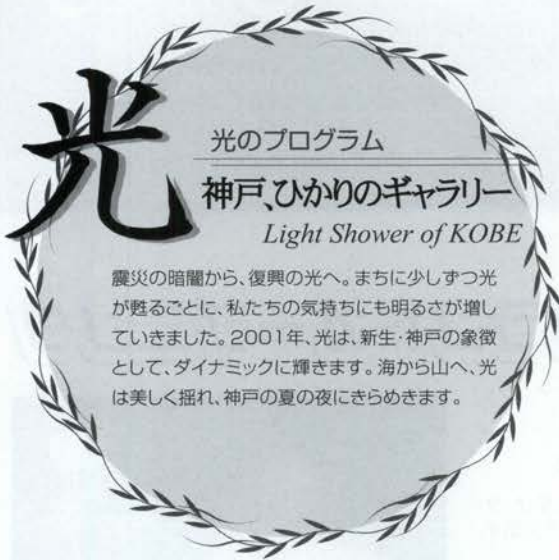 光
光のプログラム
神戸、ひかりのギャラリー
Light Shower of KOBE
震災の暗闇から、復興の光へ。まちに少しずつ光
が甦るごとに、私たちの気持ちにも明るさが増し
ていきました。2001年、光は、新生・神戸の象徴
として、ダイナミックに輝きます。海から山へ、光
は美しく揺れ、神戸の夏の夜にきらめきます。